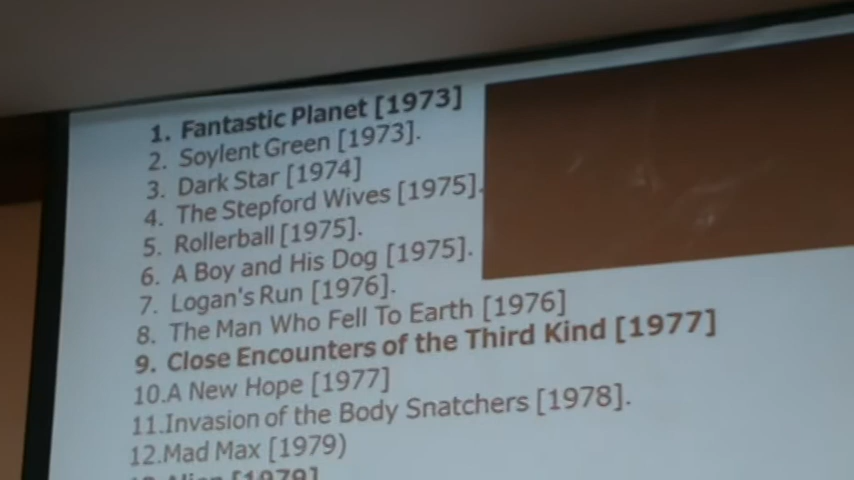 1. Fantastic Planet [1973]
2. Soylent Green [1973].
3. Dark Star [1974]
4. The Stepford Wives [1975].
5. Rollerball [1975].
6. A Boy and His Dog [1975].
7. Logan's Run [1976].
8. The Man Who Fell To Earth [1976]
9. Close Encounters of the Third Kind [1977]
10.A New Hope [1977]
11.Invasion of the Body Snatchers [1978].
12.Mad Max [1979)
13.Alien [1979]